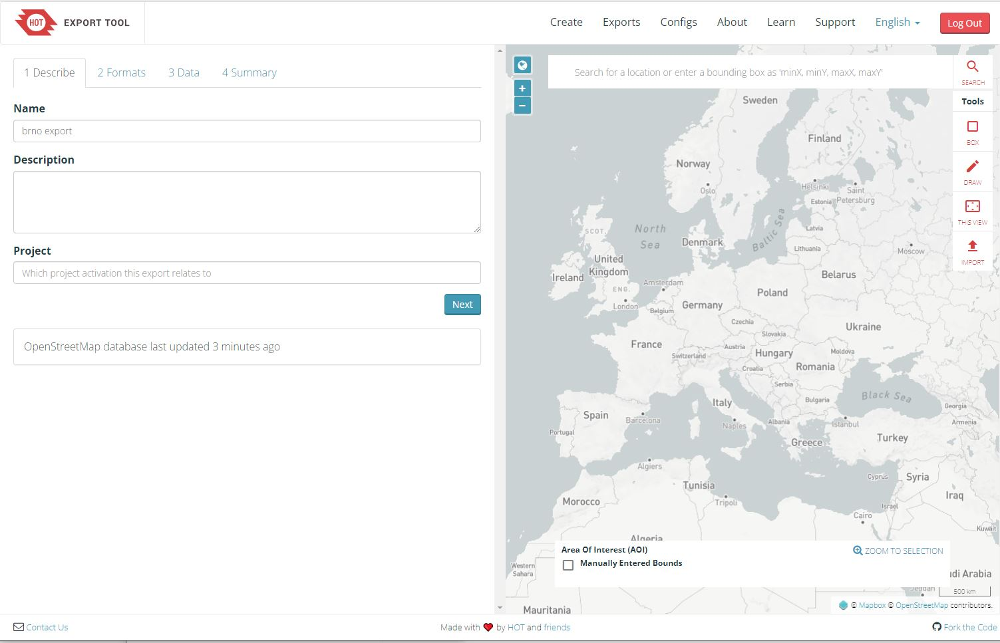 HOT EXPORT TOOL
Create Exports Configs About Learn Support English Log Out
1 Describe 2 Formats 3 Data 4 Summary
Name
brno export
Description
Project
Which project activation this export relates to
Next
OpenStreetMap database last updated 3 minutes ago
Search for a location or enter a bounding box as 'minX, minY, maxX, maxY'
SEARCH
Tools
BOX
DRAW
THIS VIEW
IMPORT
+
−
Sweden
Finland
Norway
Oslo
Helsinki
Saint
Petersburg
Estonia
SCOT.
North
Sea
Baltic Sea
Latvia
Denmark
Lithuania
Moscow
United
Kingdom
Ireland
Belarus
Amsterdam
ENG.
Poland
London
Belgium
Germany
Czechia
Ukraine
Slovakia
France
Austria
Switzerland
Hungary
Moldova
Croatia
Romania
Serbia
Black Sea
Italy
Bulgaria
Georgia
Spain
Barcelona
Naples
Albania
Istanbul
Armenia
Portugal
Greece
Turkey
Algiers
Cyprus
Syria
Tunisia
Morocco
Tripoli
Israel
Iraq
Cairo
Kuwait
Algeria
Western
Sahara
Area Of Interest (AOI)
ZOOM TO SELECTION
Manually Entered Bounds
di Arabia
Jeddah
500 km
Mauritania
© Mapbox © OpenStreetMap contributors.
Contact Us
Made with ❤ by HOT and friends
Fork the Code